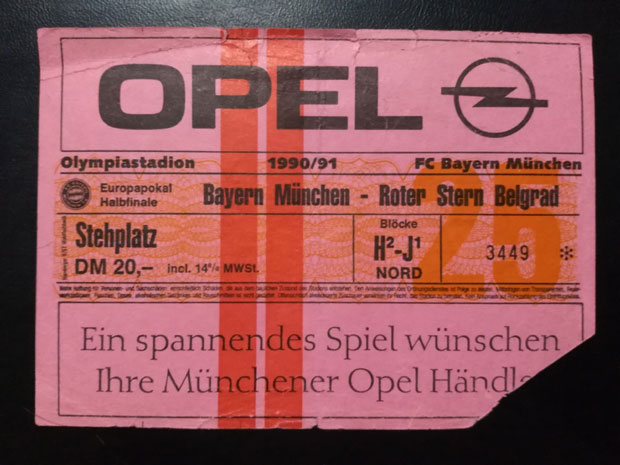 OPEL
Olympiastadion 1990/91 FC Bayern München
Europapokal
Halbfinale
Bayern München - Roter Stern Belgrad
Stehplatz
DM 20,– incl. 14% MWSt.
Blöcke
H²-J¹
NORD
25
3449 *
Ein spannendes Spiel wünschen
Ihre Münchener Opel Händl